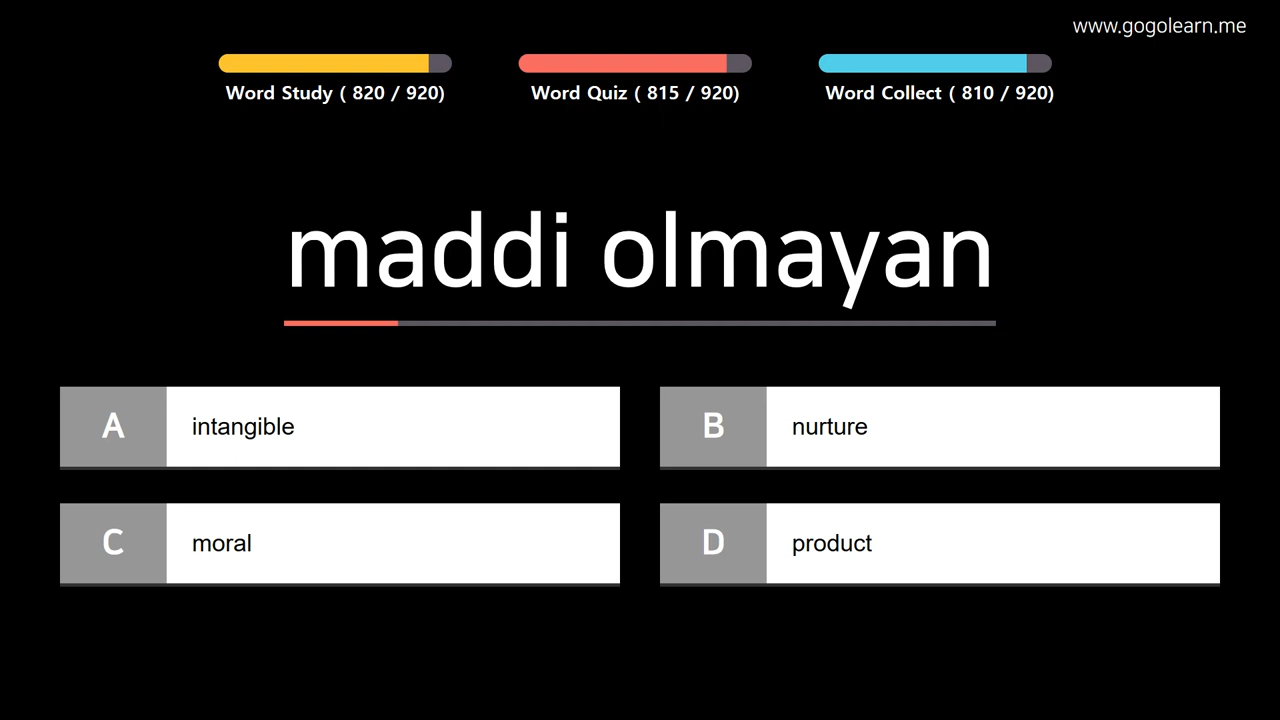 www.gogolearn.me
Word Study ( 820 / 920)
Word Quiz ( 815 / 920)
Word Collect ( 810 / 920)
maddi olmayan
A intangible
B nurture
C moral
D product